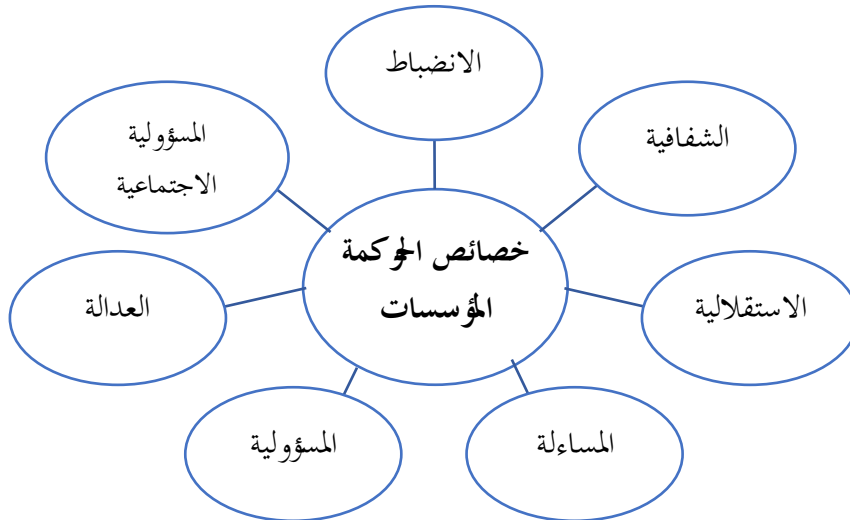 الانضباط
الشفافية
المسؤولية
الاجتماعية
خصائص الحوكمة
المؤسسات
الاستقلالية
العدالة
المساءلة
المسؤولية